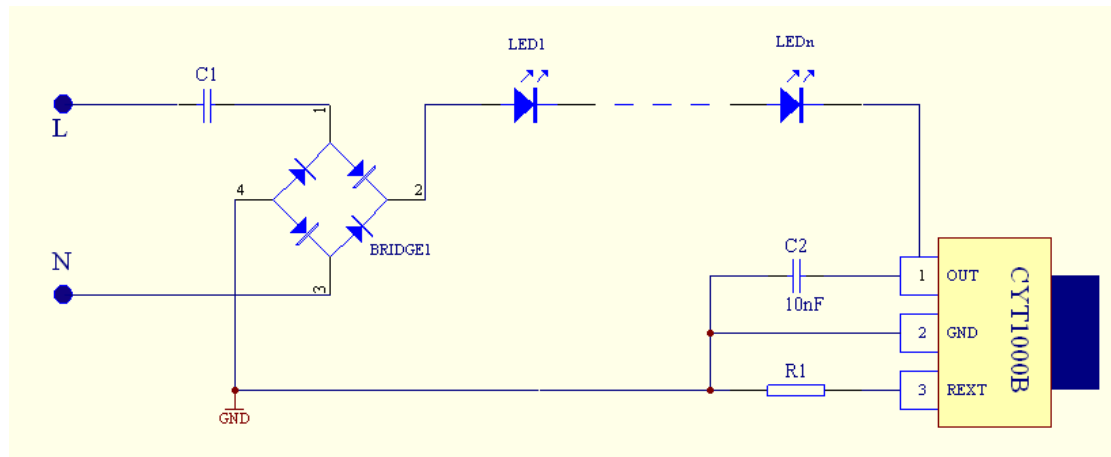 LED1
LEDn
C1
L
1
4
2
BRIDGE1
3
N
C2
10nF
1 OUT
2 GND
3 REXT
CYT1000B
R1
GND